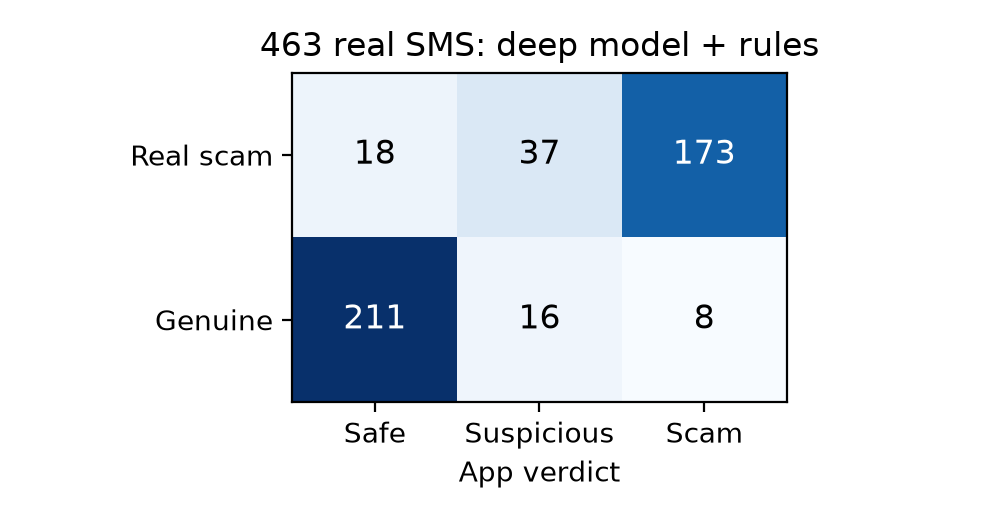 463 real SMS: deep model + rules
Real scam 18 37 173
Genuine 211 16 8
Safe Suspicious Scam
App verdict